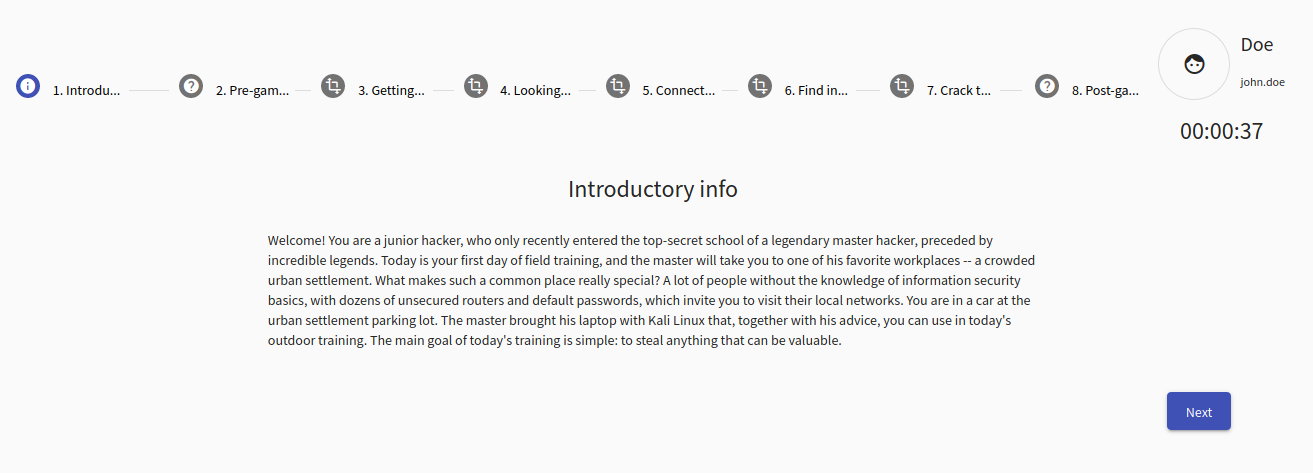 Doe
john.doe
00:00:37
1. Introdu...
2. Pre-gam...
3. Getting...
4. Looking...
5. Connect...
6. Find in...
7. Crack t...
8. Post-ga...
Introductory info
Welcome! You are a junior hacker, who only recently entered the top-secret school of a legendary master hacker, preceded by
incredible legends. Today is your first day of field training, and the master will take you to one of his favorite workplaces -- a crowded
urban settlement. What makes such a common place really special? A lot of people without the knowledge of information security
basics, with dozens of unsecured routers and default passwords, which invite you to visit their local networks. You are in a car at the
urban settlement parking lot. The master brought his laptop with Kali Linux that, together with his advice, you can use in today's
outdoor training. The main goal of today's training is simple: to steal anything that can be valuable.
Next